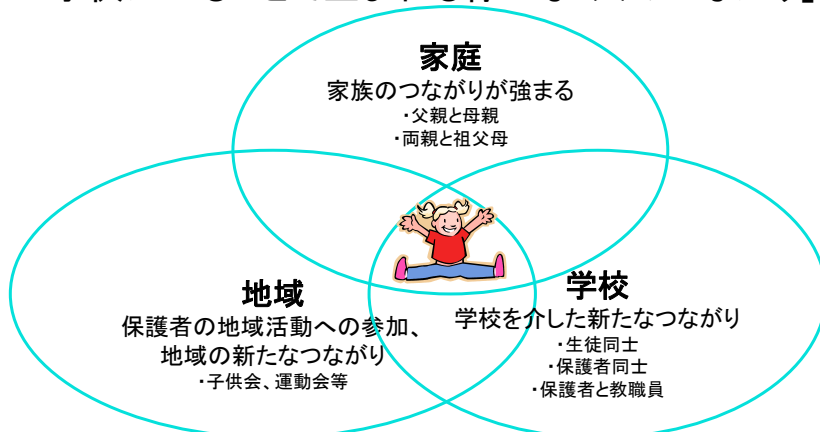 家庭
家族のつながりが強まる
・父親と母親
・両親と祖父母
地域
保護者の地域活動への参加、
地域の新たなつながり
・子供会、運動会等
学校
学校を介した新たなつながり
・生徒同士
・保護者同士
・保護者と教職員